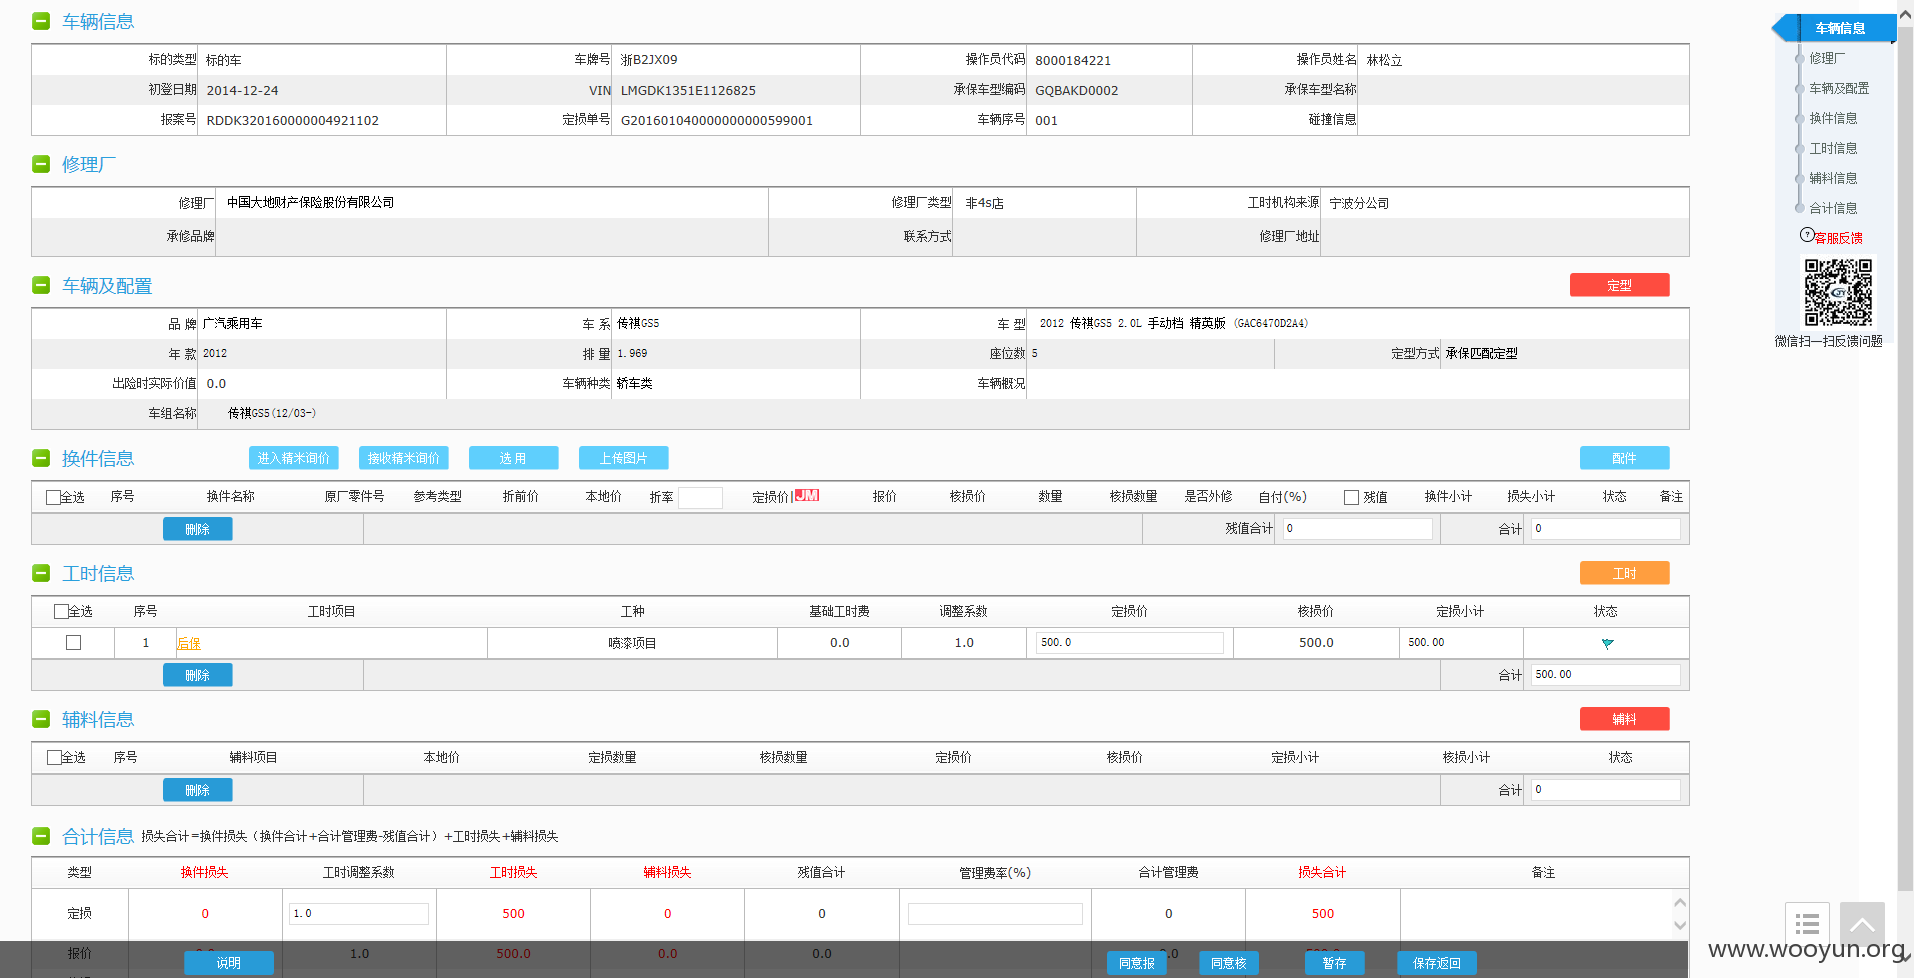 车辆信息
标的类型 标的车 车牌号 浙B2JX09 操作员代码 8000184221 操作员姓名 林松立
初登日期 2014-12-24 VIN LMGDK1351E1126825 承保车型编码 GQBAKD0002 承保车型名称
报案号 RDDK320160000004921102 定损单号 G201601040000000000599001 车辆序号 001 碰撞信息
修理厂
修理厂 中国大地财产保险股份有限公司 修理厂类型 非4s店 工时机构来源 宁波分公司
承修品牌 联系方式 修理厂地址
车辆及配置 定型
品 牌 广汽乘用车 车 系 传祺GS5 车 型 2012 传祺GS5 2.0L 手动档 精英版 (GAC6470D2A4)
年 款 2012 排 量 1.969 座位数 5 定型方式 承保匹配定型
出险时实际价值 0.0 车辆种类 轿车类 车辆概况
车组名称 传祺GS5(12/03-)
换件信息 进入精米询价 接收精米询价 选 用 上传图片 配件
全选 序号 换件名称 原厂零件号 参考类型 折前价 本地价 折率 定损价|JM 报价 核损价 数量 核损数量 是否外修 自付(%) 残值 换件小计 损失小计 状态 备注
删除 残值合计 0 合计 0
工时信息 工时
全选 序号 工时项目 工种 基础工时费 调整系数 定损价 核损价 定损小计 状态
1 后保 喷漆项目 0.0 1.0 500.0 500.0 500.00
删除 合计 500.00
辅料信息 辅料
全选 序号 辅料项目 本地价 定损数量 核损数量 定损价 核损价 定损小计 核损小计 状态
删除 合计 0
合计信息 损失合计=换件损失（换件合计+合计管理费-残值合计）+工时损失+辅料损失
类型 换件损失 工时调整系数 工时损失 辅料损失 残值合计 管理费率(%) 合计管理费 损失合计 备注
定损 0 1.0 500 0 0 0 500
报价 0.0 1.0 500.0 0.0 0.0 0.0 500.0
说明 同意报 同意核 暂存 保存返回
车辆信息
修理厂
车辆及配置
换件信息
工时信息
辅料信息
合计信息
?客服反馈
微信扫一扫反馈问题
www.wooyun.org